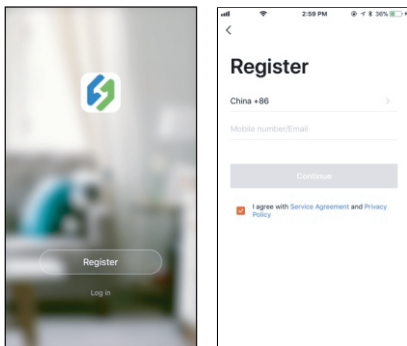 Register
Log in
2:59 PM
36%
Register
China +86
Mobile number/Email
Continue
I agree with Service Agreement and Privacy
Policy